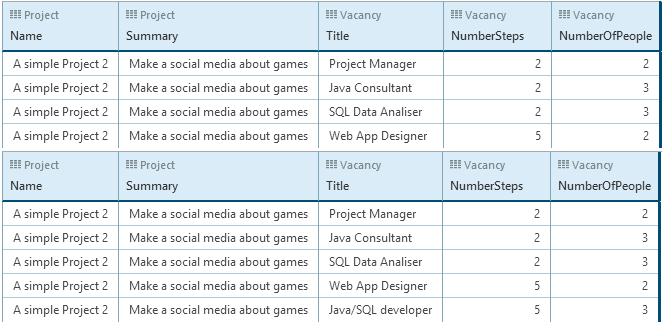 Project Project Vacancy Vacancy Vacancy
Name Summary Title NumberSteps NumberOfPeople
A simple Project 2 Make a social media about games Project Manager 2 2
A simple Project 2 Make a social media about games Java Consultant 2 3
A simple Project 2 Make a social media about games SQL Data Analiser 2 3
A simple Project 2 Make a social media about games Web App Designer 5 2
Project Project Vacancy Vacancy Vacancy
Name Summary Title NumberSteps NumberOfPeople
A simple Project 2 Make a social media about games Project Manager 2 2
A simple Project 2 Make a social media about games Java Consultant 2 3
A simple Project 2 Make a social media about games SQL Data Analiser 2 3
A simple Project 2 Make a social media about games Web App Designer 5 2
A simple Project 2 Make a social media about games Java/SQL developer 5 3